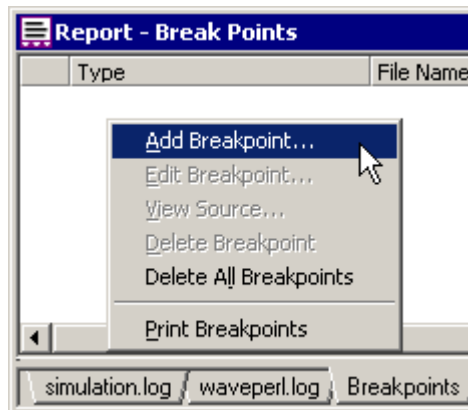 Report - Break Points
Type File Name
Add Breakpoint...
Edit Breakpoint...
View Source...
Delete Breakpoint
Delete All Breakpoints
Print Breakpoints
simulation.log waveperl.log Breakpoints